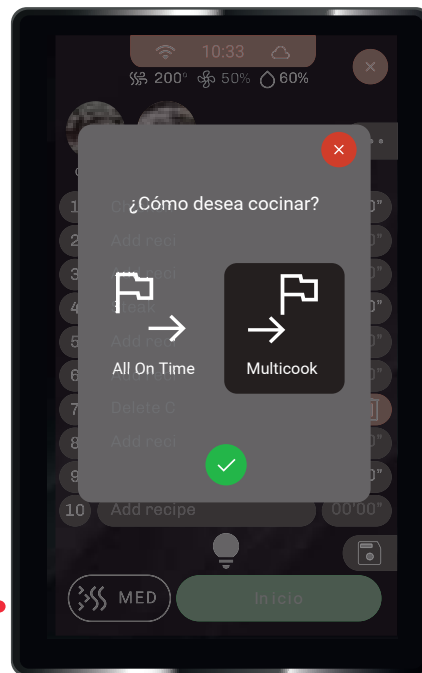 10:33
200° 50% 60%
¿Cómo desea cocinar?
1
2 Add reci
3
4
5 Add reci
6
7 Delete C
8 Add reci
9
All On Time
Multicook
10 Add recipe 00'00"
MED
Inicio